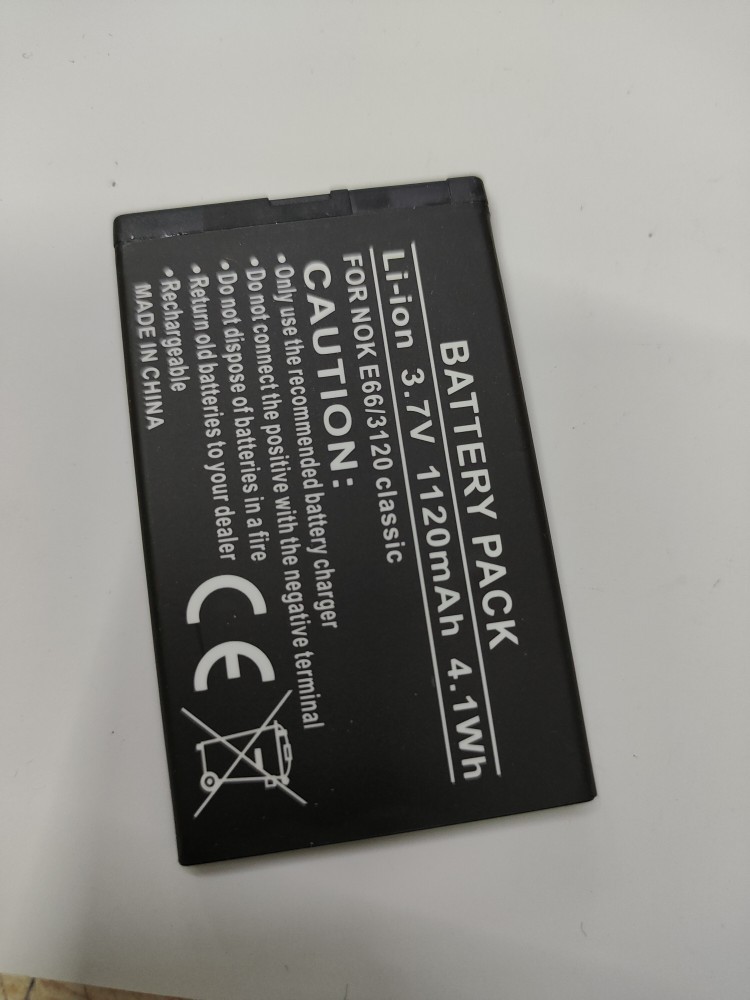 BATTERY PACK
Li-ion 3.7V 1120mAh 4.1Wh
FOR NOK E66/3120 classic
CAUTION:
•Only use the recommended battery charger
•Do not connect the positive with the negative terminal
•Do not dispose of batteries in a fire
•Return old batteries to your dealer
•Rechargeable
MADE IN CHINA
CE